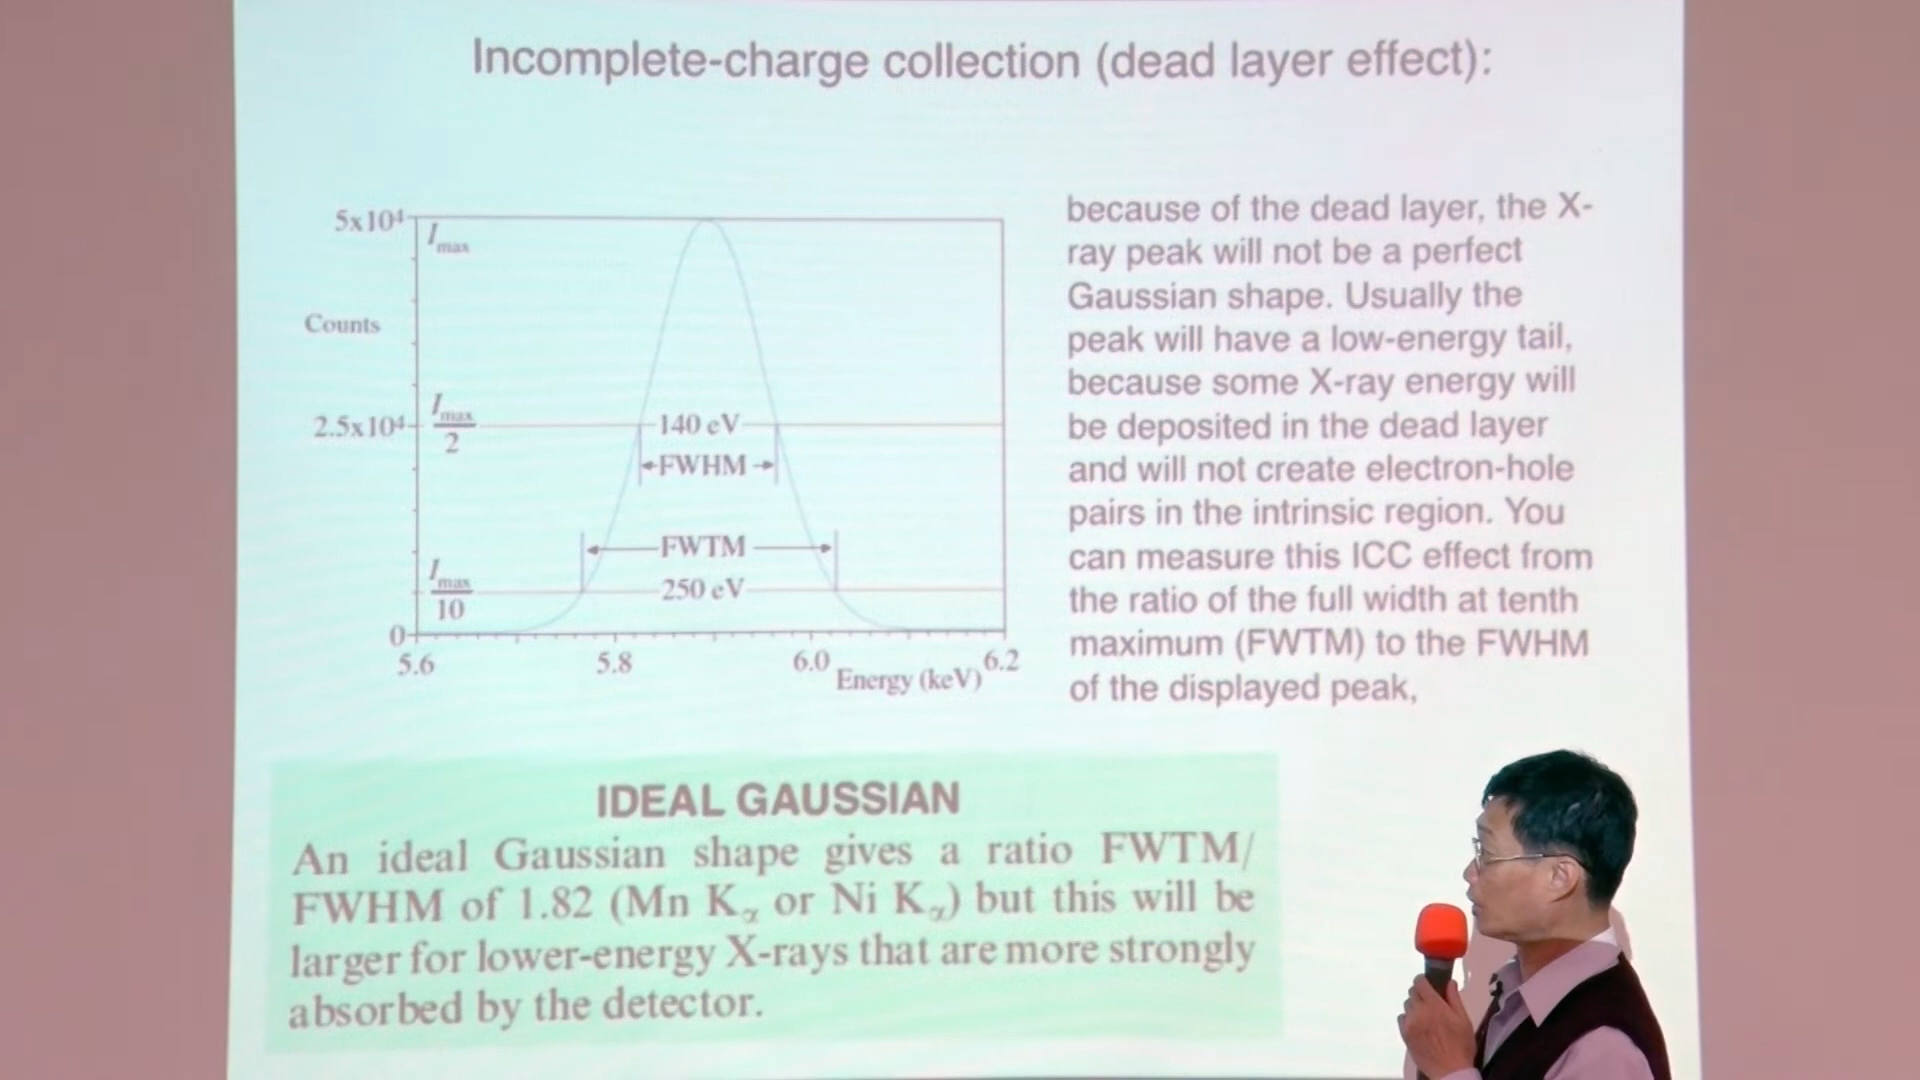 Incomplete-charge collection (dead layer effect):
5x10⁴
I max
Counts
2.5x10⁴
I max
2
140 eV
FWHM
FWTM
I max
10
250 eV
0
5.6
5.8
6.0
6.2
Energy (keV)
because of the dead layer, the X-
ray peak will not be a perfect
Gaussian shape. Usually the
peak will have a low-energy tail,
because some X-ray energy will
be deposited in the dead layer
and will not create electron-hole
pairs in the intrinsic region. You
can measure this ICC effect from
the ratio of the full width at tenth
maximum (FWTM) to the FWHM
of the displayed peak,
IDEAL GAUSSIAN
An ideal Gaussian shape gives a ratio FWTM/
FWHM of 1.82 (Mn Kα or Ni Kα) but this will be
larger for lower-energy X-rays that are more strongly
absorbed by the detector.